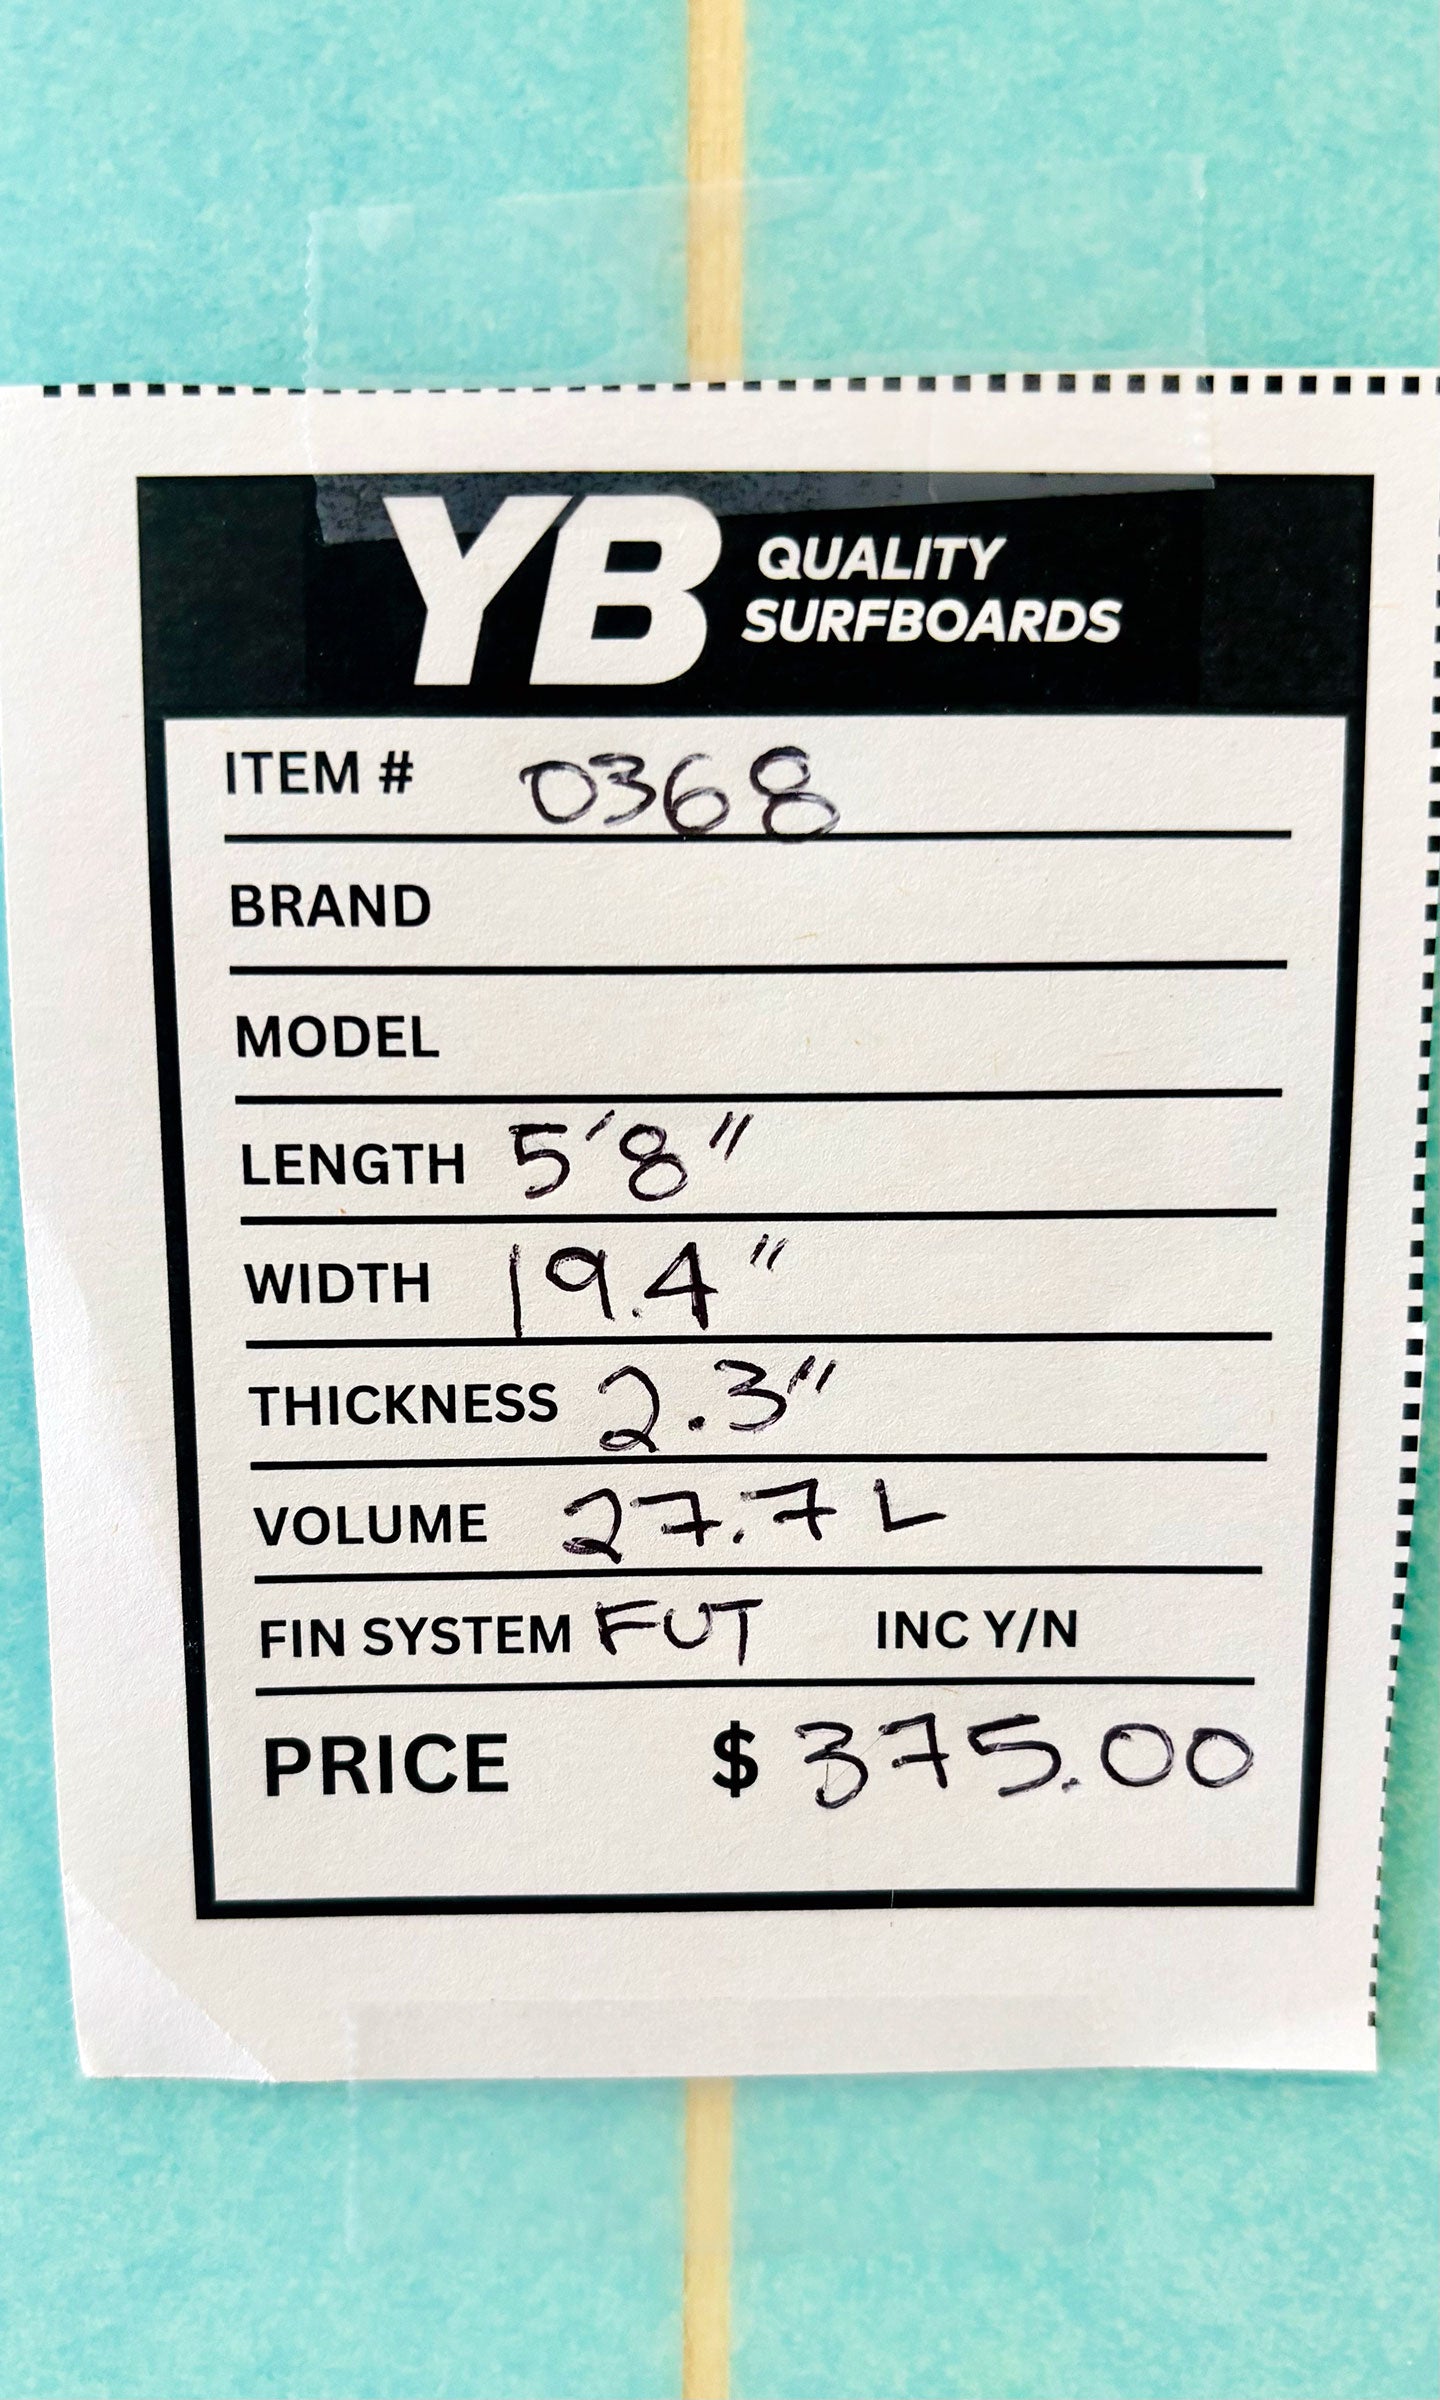 YB QUALITY
SURFBOARDS
ITEM # 0368
BRAND
MODEL
LENGTH 5'8"
WIDTH 19.4"
THICKNESS 2.3"
VOLUME 27.7 L
FIN SYSTEM FUT INC Y/N
PRICE $375.00